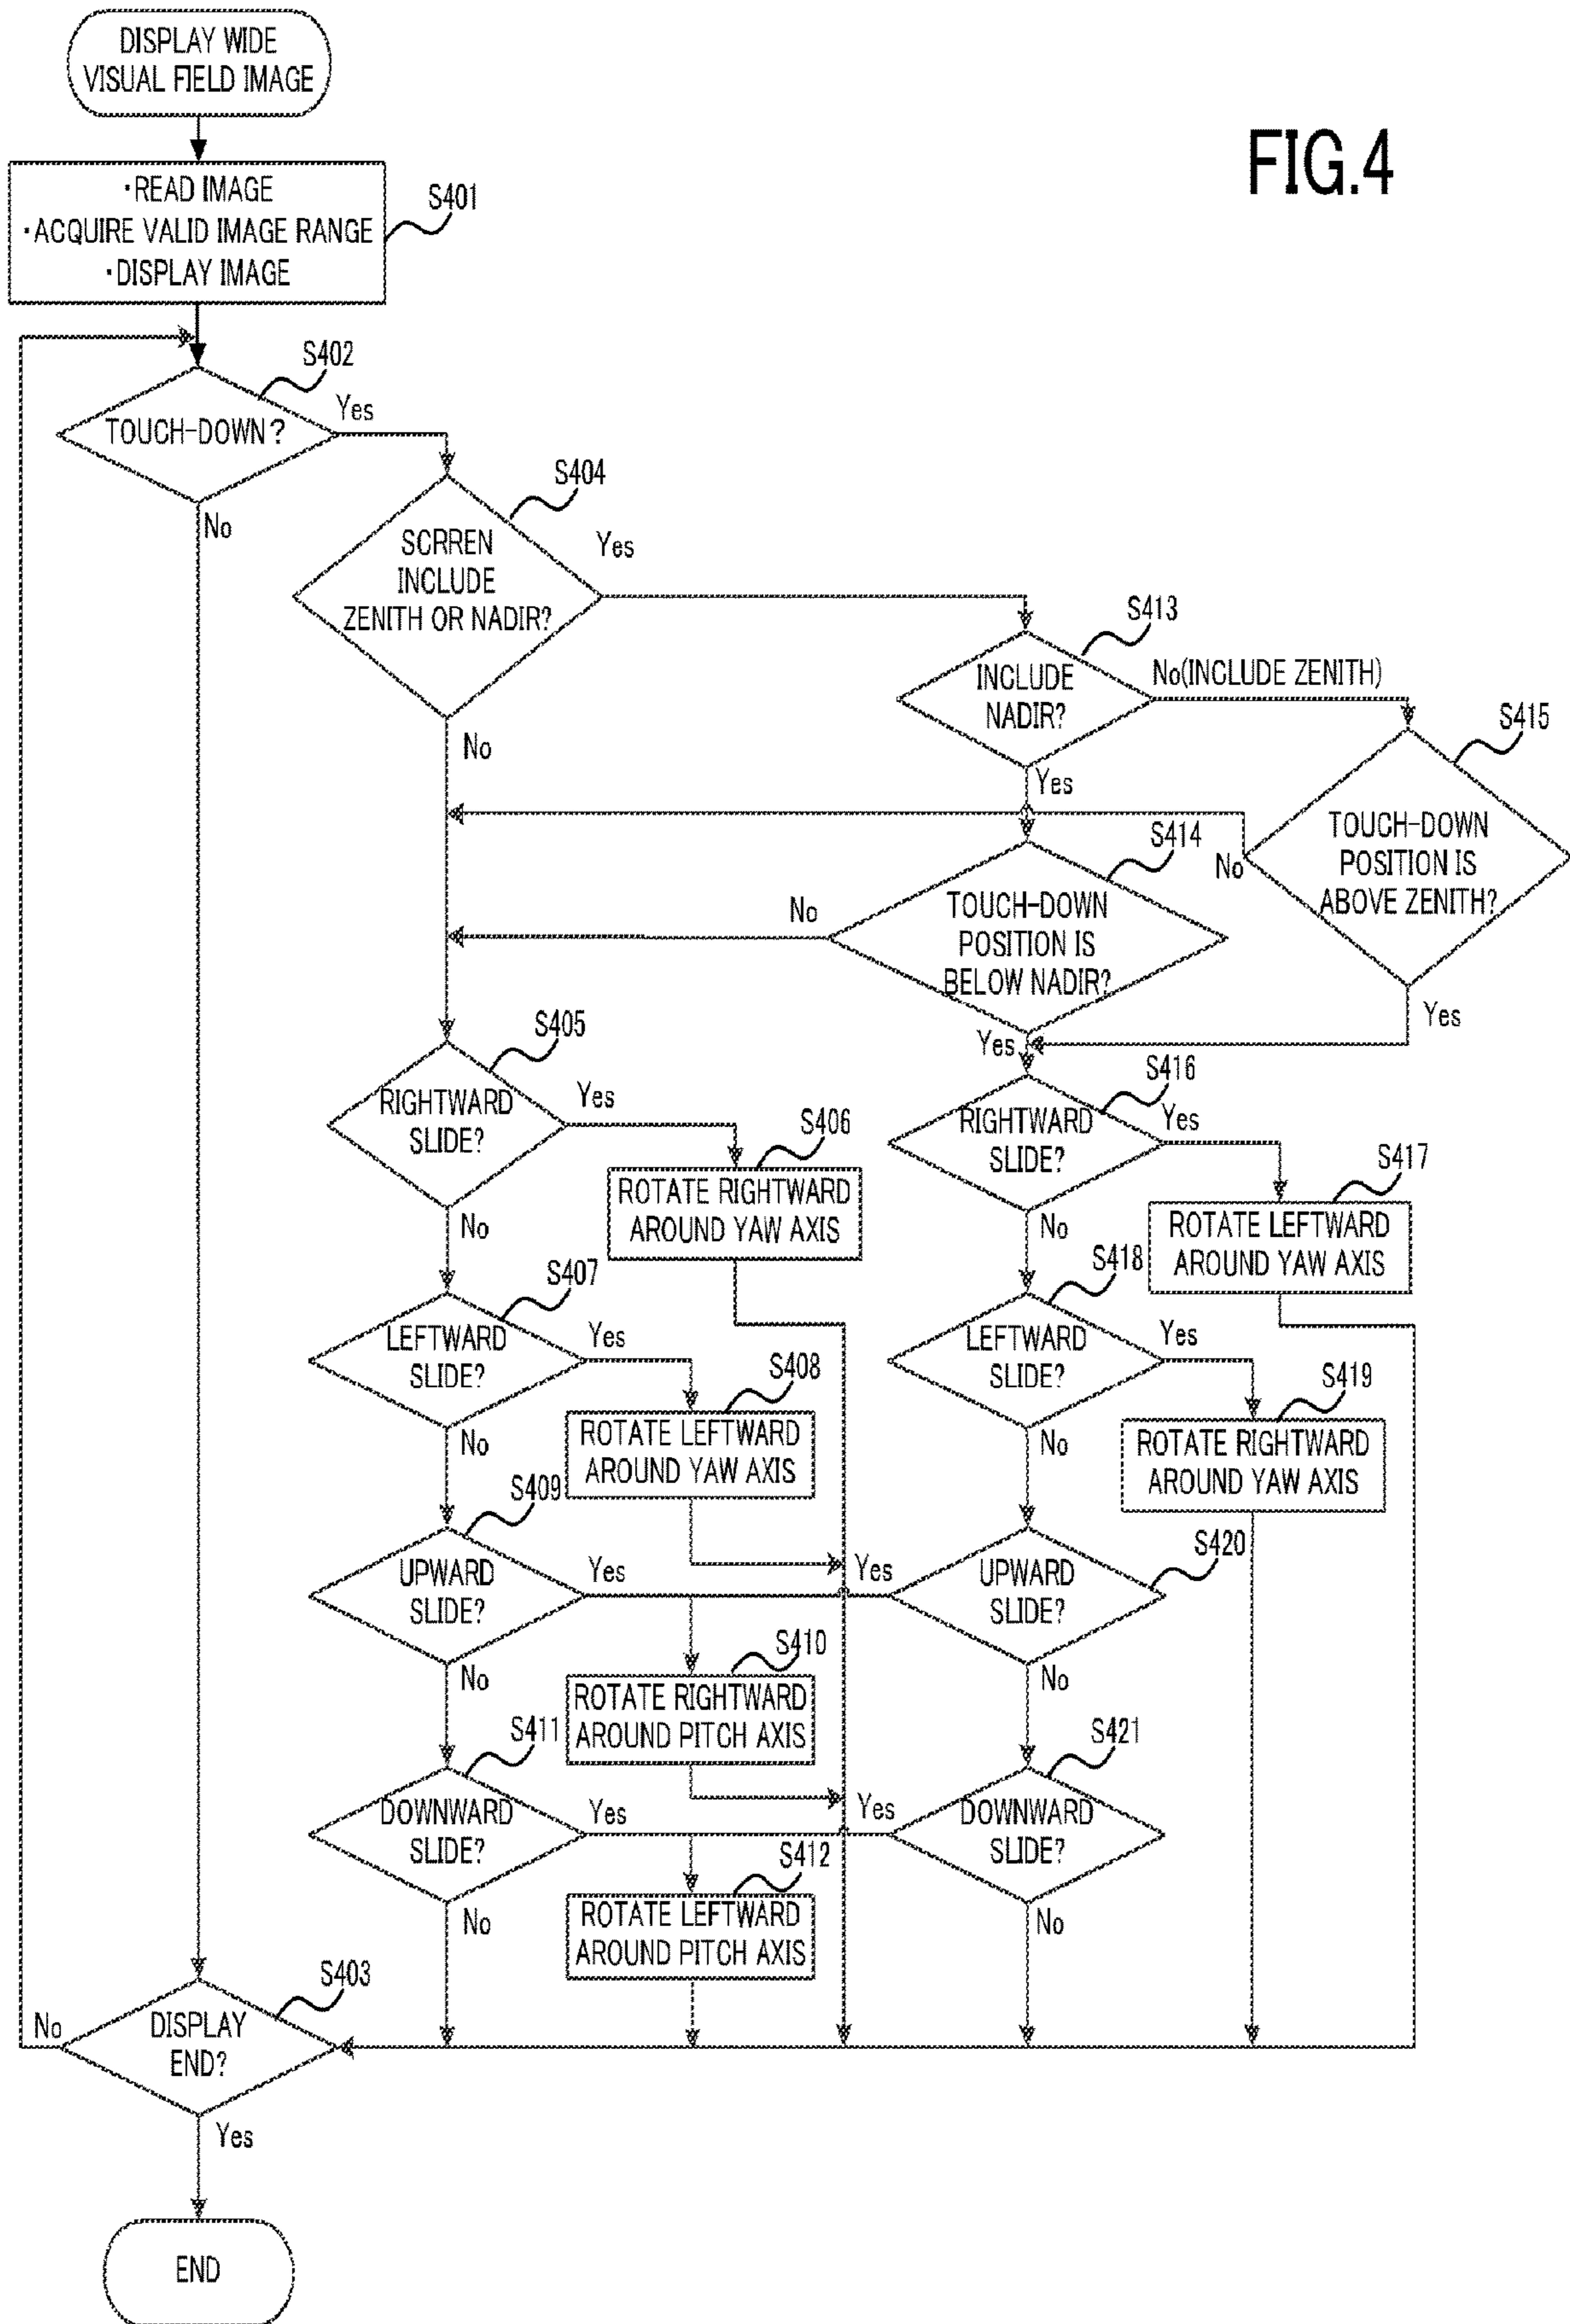 DISPLAY WIDE
VISUAL FIELD IMAGE
FIG.4
・READ IMAGE
・ACQUIRE VALID IMAGE RANGE
・DISPLAY IMAGE
S401
S402
TOUCH-DOWN?
Yes
No
S404
SCRREN
INCLUDE
ZENITH OR NADIR?
Yes
No
S413
INCLUDE
NADIR?
No(INCLUDE ZENITH)
Yes
S415
TOUCH-DOWN
POSITION IS
ABOVE ZENITH?
No
Yes
S414
TOUCH-DOWN
POSITION IS
BELOW NADIR?
No
Yes
S405
RIGHTWARD
SLIDE?
Yes
No
S406
ROTATE RIGHTWARD
AROUND YAW AXIS
S416
RIGHTWARD
SLIDE?
Yes
No
S417
ROTATE LEFTWARD
AROUND YAW AXIS
S407
LEFTWARD
SLIDE?
Yes
No
S408
ROTATE LEFTWARD
AROUND YAW AXIS
S418
LEFTWARD
SLIDE?
Yes
No
S419
ROTATE RIGHTWARD
AROUND YAW AXIS
S409
UPWARD
SLIDE?
Yes
No
S410
ROTATE RIGHTWARD
AROUND PITCH AXIS
Yes
S420
UPWARD
SLIDE?
No
S411
DOWNWARD
SLIDE?
Yes
No
S412
ROTATE LEFTWARD
AROUND PITCH AXIS
Yes
S421
DOWNWARD
SLIDE?
No
S403
DISPLAY
END?
No
Yes
END